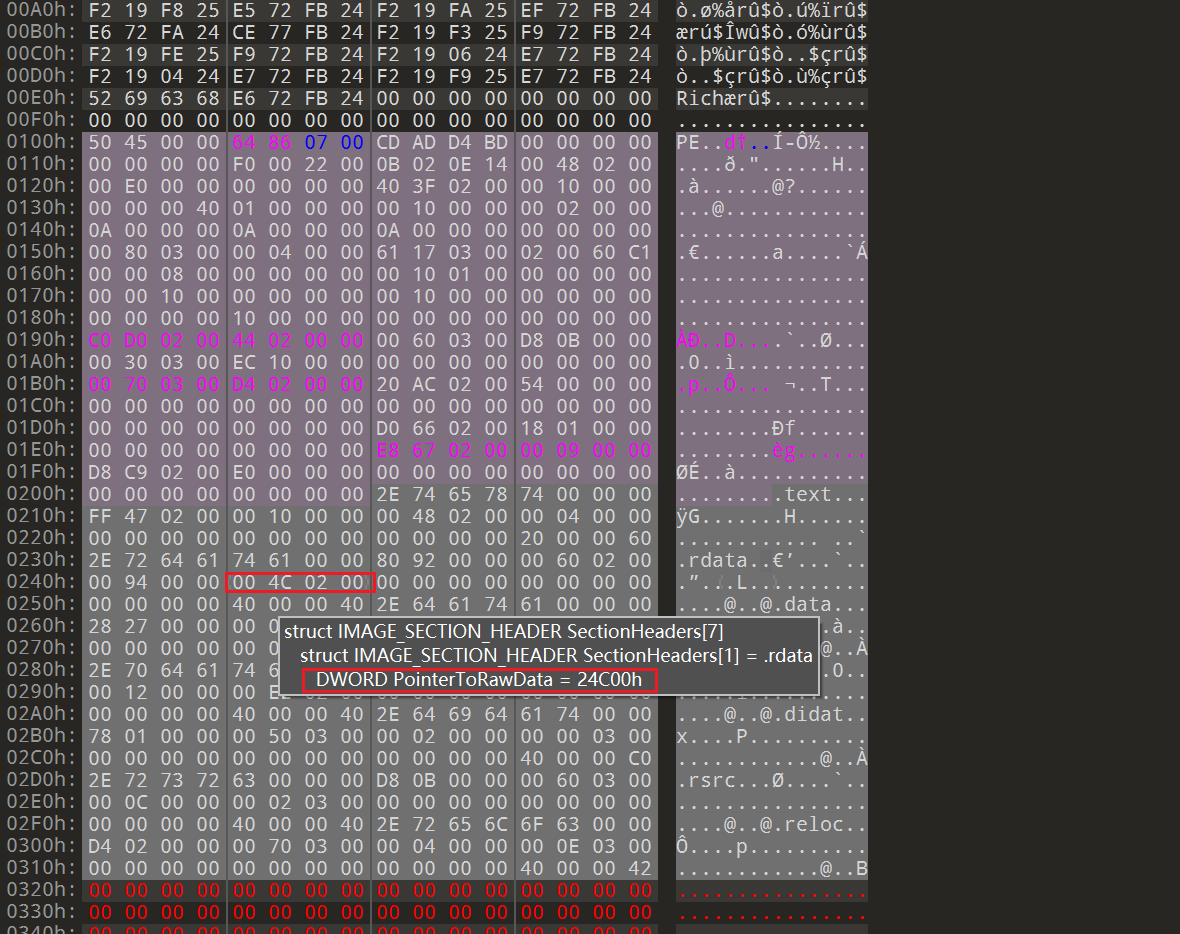 00A0h: F2 19 F8 25 E5 72 FB 24 F2 19 FA 25 EF 72 FB 24 ò.ø%årû$ò.ú%ïrû$
00B0h: E6 72 FA 24 CE 77 FB 24 F2 19 F3 25 F9 72 FB 24 ærú$Îwû$ò.ó%ùrû$
00C0h: F2 19 FE 25 F9 72 FB 24 F2 19 06 24 E7 72 FB 24 ò.þ%ùrû$ò..$çrû$
00D0h: F2 19 04 24 E7 72 FB 24 F2 19 F9 25 E7 72 FB 24 ò..$çrû$ò.ù%çrû$
00E0h: 52 69 63 68 E6 72 FB 24 00 00 00 00 00 00 00 00 Richærû$........
00F0h: 00 00 00 00 00 00 00 00 00 00 00 00 00 00 00 00 ................
0100h: 50 45 00 00 64 86 07 00 CD AD D4 BD 00 00 00 00 PE..d†..Í-Ô½....
0110h: 00 00 00 00 F0 00 22 00 0B 02 0E 14 00 48 02 00 ....ð."......H..
0120h: 00 E0 00 00 00 00 00 00 40 3F 02 00 00 10 00 00 .à......@?......
0130h: 00 00 00 40 01 00 00 00 00 10 00 00 00 02 00 00 ...@............
0140h: 0A 00 00 00 0A 00 00 00 0A 00 00 00 00 00 00 00 ................
0150h: 00 80 03 00 00 04 00 00 61 17 03 00 02 00 60 C1 .€......a.....`Á
0160h: 00 00 08 00 00 00 00 00 00 10 01 00 00 00 00 00 ................
0170h: 00 00 10 00 00 00 00 00 00 10 00 00 00 00 00 00 ................
0180h: 00 00 00 00 10 00 00 00 00 00 00 00 00 00 00 00 ................
0190h: C0 D0 02 00 44 02 00 00 00 60 03 00 D8 0B 00 00 ÀÐ..D....`..Ø...
01A0h: 00 30 03 00 EC 10 00 00 00 00 00 00 00 00 00 00 .0..ì...........
01B0h: 00 70 03 00 D4 02 00 00 20 AC 02 00 54 00 00 00 .p..Ô... ¬..T...
01C0h: 00 00 00 00 00 00 00 00 00 00 00 00 00 00 00 00 ................
01D0h: 00 00 00 00 00 00 00 00 D0 66 02 00 18 01 00 00 ........Ðf......
01E0h: 00 00 00 00 00 00 00 00 E8 67 02 00 00 09 00 00 ........èg......
01F0h: D8 C9 02 00 E0 00 00 00 00 00 00 00 00 00 00 00 ØÉ..à...........
0200h: 00 00 00 00 00 00 00 00 2E 74 65 78 74 00 00 00 .........text...
0210h: FF 47 02 00 00 10 00 00 00 48 02 00 00 04 00 00 ÿG.......H......
0220h: 00 00 00 00 00 00 00 00 00 00 00 00 20 00 00 60 ............ ..`
0230h: 2E 72 64 61 74 61 00 00 80 92 00 00 00 60 02 00 .rdata..€’...`..
0240h: 00 94 00 00 00 4C 02 00 00 00 00 00 00 00 00 00 .”...L..........
0250h: 00 00 00 00 40 00 00 40 2E 64 61 74 61 00 00 00 ....@..@.data...
0260h: 28 27 00 00 00 0 .à..
struct IMAGE_SECTION_HEADER SectionHeaders[7]
0270h: 00 00 00 00 0 @..À
struct IMAGE_SECTION_HEADER SectionHeaders[1] = .rdata
0280h: 2E 70 64 61 74 6 .0..
DWORD PointerToRawData = 24C00h
0290h: 00 12 00 00 00 E2 02 00
02A0h: 00 00 00 00 40 00 00 40 2E 64 69 64 61 74 00 00 ....@..@.didat..
02B0h: 78 01 00 00 00 50 03 00 00 02 00 00 00 00 03 00 x....P..........
02C0h: 00 00 00 00 00 00 00 00 00 00 00 00 40 00 00 C0 ............@..À
02D0h: 2E 72 73 72 63 00 00 00 D8 0B 00 00 00 60 03 00 .rsrc...Ø....`..
02E0h: 00 0C 00 00 00 02 03 00 00 00 00 00 00 00 00 00 ................
02F0h: 00 00 00 00 40 00 00 40 2E 72 65 6C 6F 63 00 00 ....@..@.reloc..
0300h: D4 02 00 00 00 70 03 00 00 04 00 00 00 0E 03 00 Ô....p..........
0310h: 00 00 00 00 00 00 00 00 00 00 00 00 40 00 00 42 ............@..B
0320h: 00 00 00 00 00 00 00 00 00 00 00 00 00 00 00 00 ................
0330h: 00 00 00 00 00 00 00 00 00 00 00 00 00 00 00 00 ................